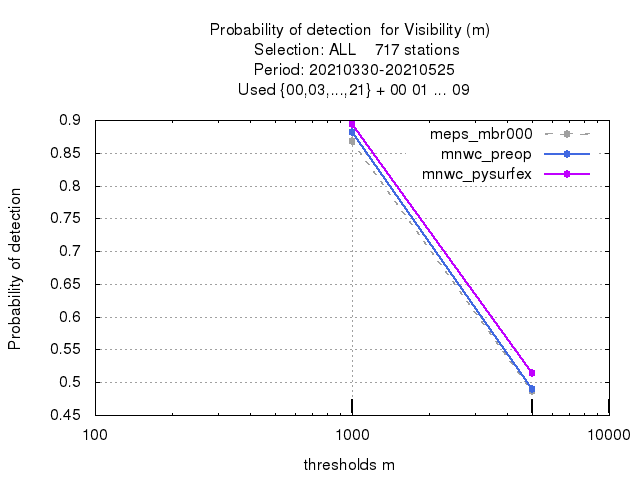 Probability of detection  for Visibility (m)
Selection: ALL    717 stations
Period: 20210330-20210525
Used {00,03,...,21} + 00 01 ... 09
0.9
0.85
0.8
0.75
0.7
0.65
0.6
0.55
0.5
0.45
Probability of detection
meps_mbr000
mnwc_preop
mnwc_pysurfex
100
1000
10000
thresholds m